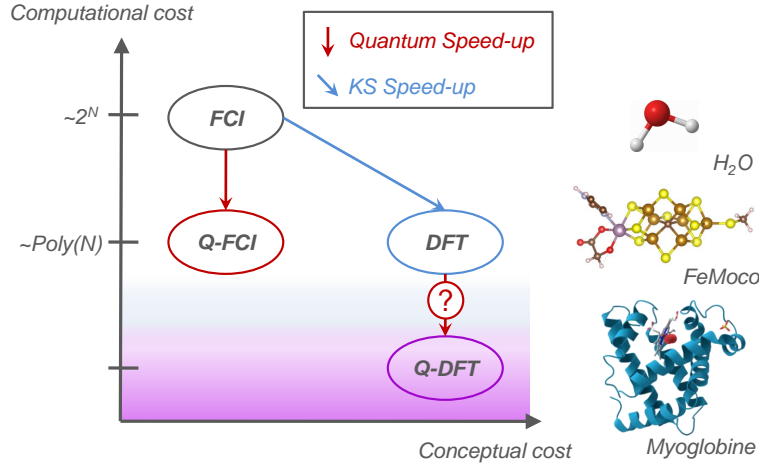 Computational cost
Quantum Speed-up
KS Speed-up
~2^N
FCI
H₂O
~Poly(N)
Q-FCI
DFT
FeMoco
?
Q-DFT
Conceptual cost
Myoglobine